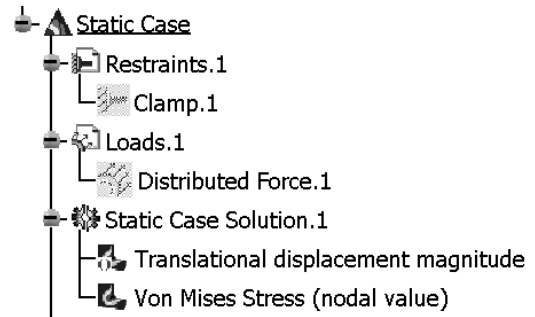 Static Case
Restraints.1
Clamp.1
Loads.1
Distributed Force.1
Static Case Solution.1
Translational displacement magnitude
Von Mises Stress (nodal value)